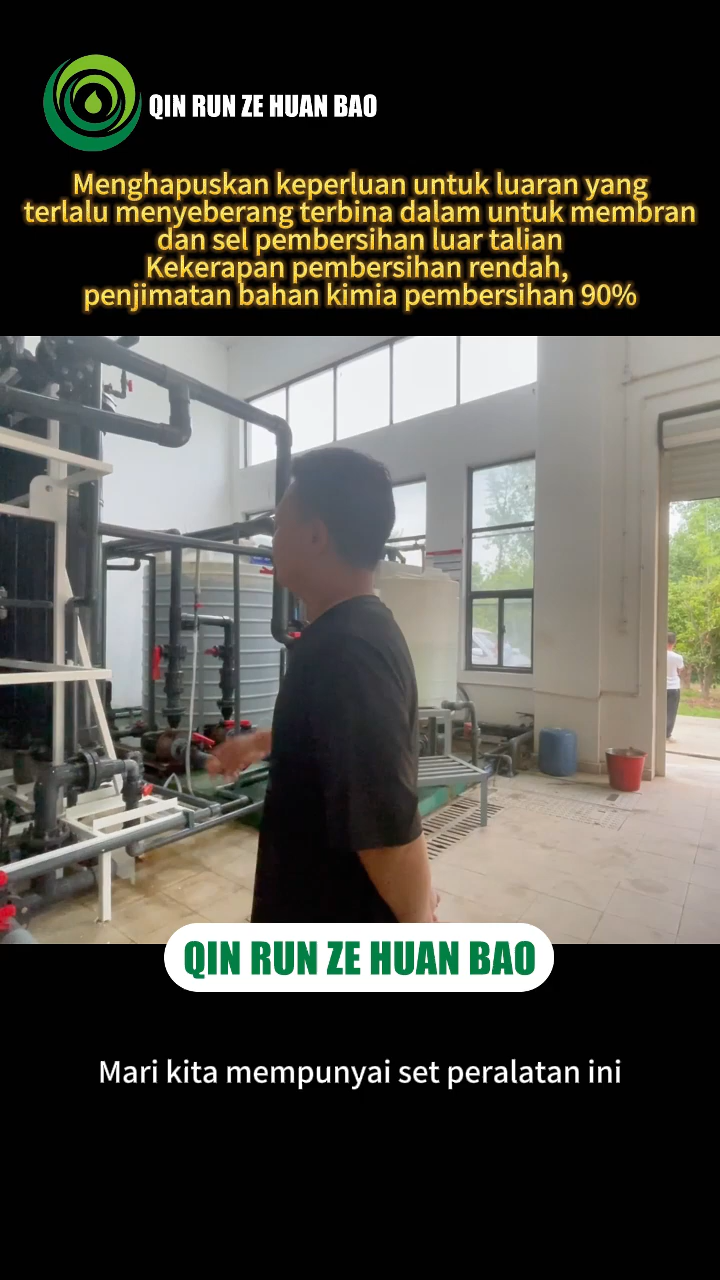 QIN RUN ZE HUAN BAO
Menghapuskan keperluan untuk luaran yang
terlalu menyeberang terbina dalam untuk membran
dan sel pembersihan luar talian
Kekerapan pembersihan rendah,
penjimatan bahan kimia pembersihan 90%
QIN RUN ZE HUAN BAO
Mari kita mempunyai set peralatan ini